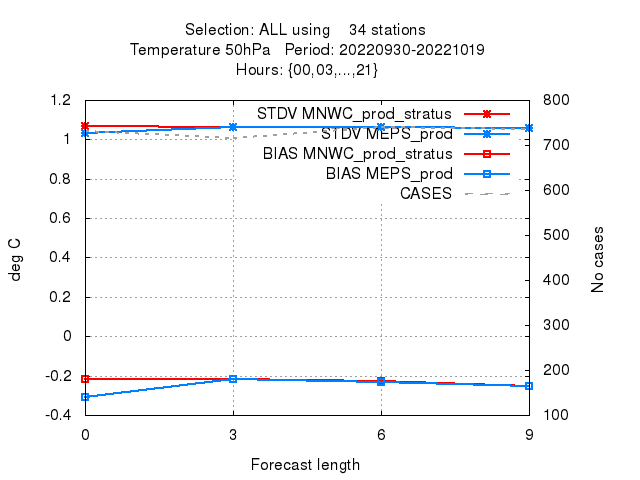 Selection: ALL using 34 stations
Temperature 50hPa Period: 20220930-20221019
Hours: {00,03,...,21}
STDV MNWC_prod_stratus
STDV MEPS_prod
BIAS MNWC_prod_stratus
BIAS MEPS_prod
CASES
1.2
1
0.8
0.6
0.4
0.2
0
-0.2
-0.4
deg C
800
700
600
500
400
300
200
100
No cases
0 3 6 9
Forecast length